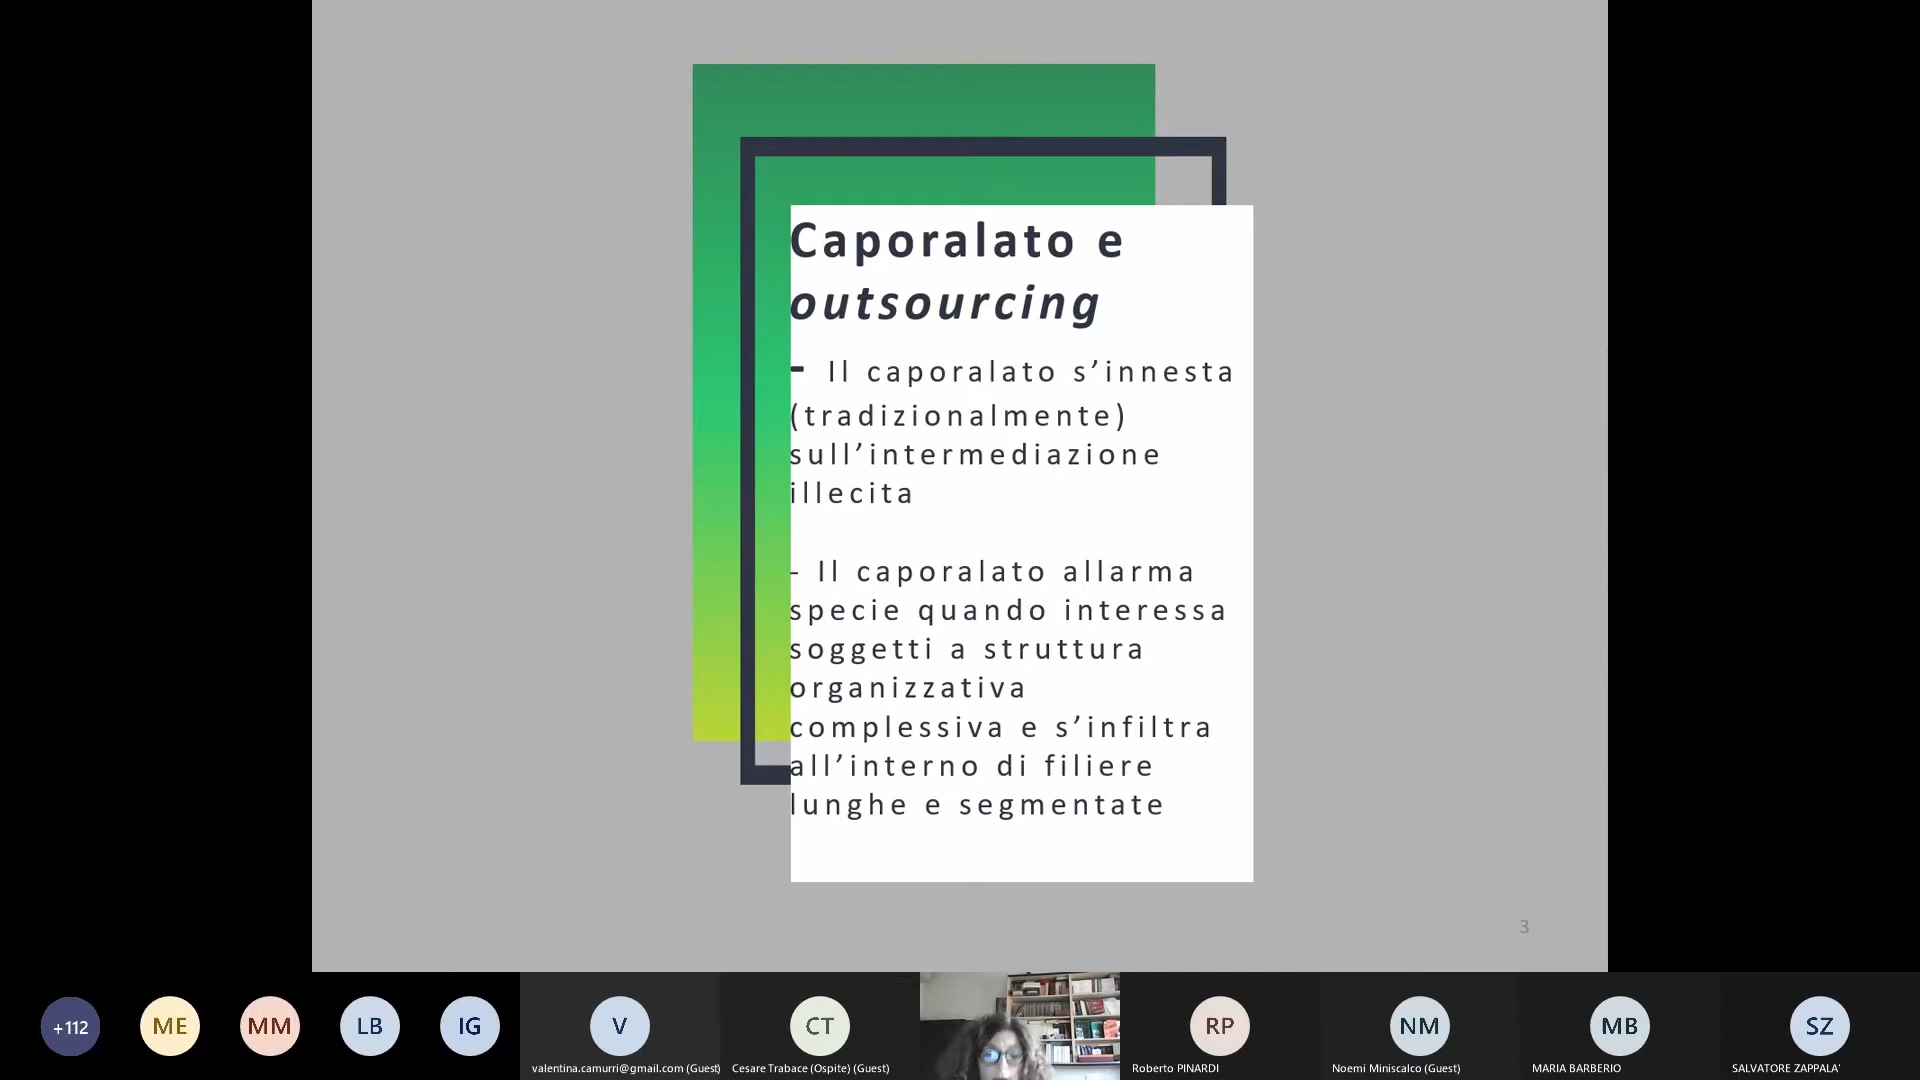 Caporalato e
outsourcing
- Il caporalato s’innesta
(tradizionalmente)
sull’intermediazione
illecita
- Il caporalato allarma
specie quando interessa
soggetti a struttura
organizzativa
complessiva e s’infiltra
all’interno di filiere
lunghe e segmentate
3
+112
ME
MM
LB
IG
V
CT
RP
NM
MB
SZ
valentina.camurri@gmail.com (Guest)
Cesare Trabace (Ospite) (Guest)
Roberto PINARDI
Noemi Miniscalco (Guest)
MARIA BARBERIO
SALVATORE ZAPPALA'